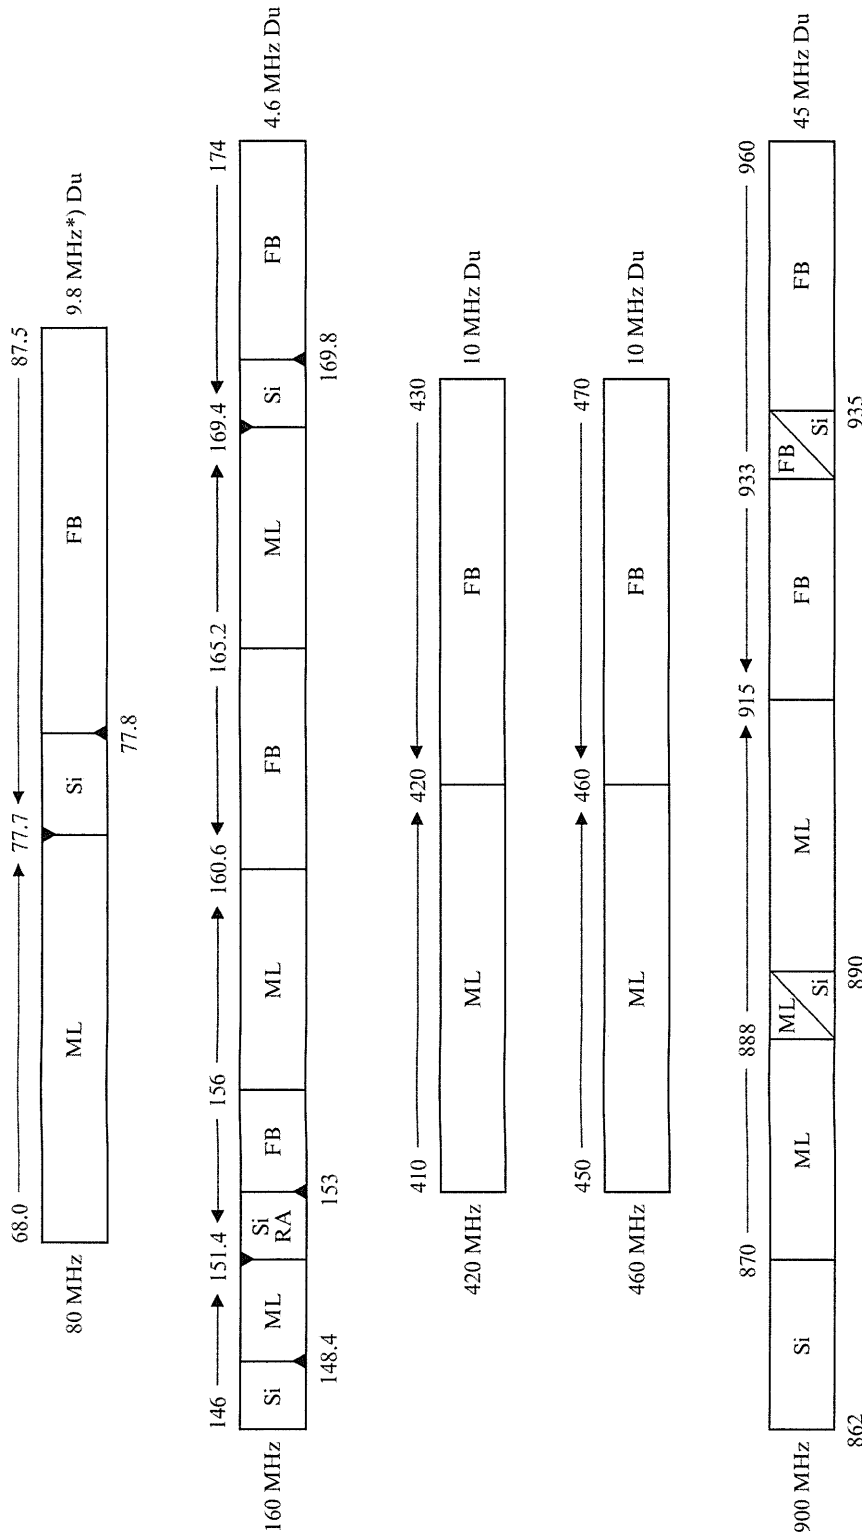 68.0 77.7 87.5
80 MHz ML Si FB 9.8 MHz*) Du
77.8
146 151.4 156 160.6 165.2 169.4 174
160 MHz Si ML Si RA FB ML FB ML Si FB 4.6 MHz Du
148.4 153 169.8
410 420 430
420 MHz ML FB 10 MHz Du
450 460 470
460 MHz ML FB 10 MHz Du
870 888 915 933 960
900 MHz Si ML ML Si ML FB FB Si FB 45 MHz Du
862 890 935